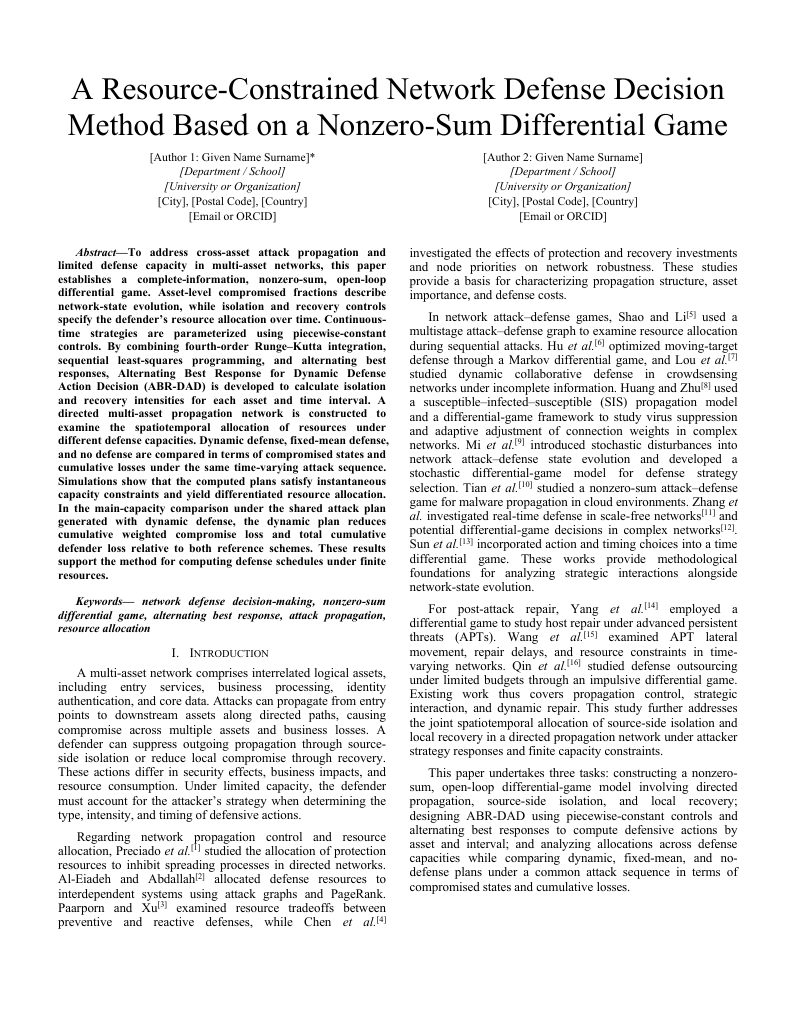 A Resource-Constrained Network Defense Decision
Method Based on a Nonzero-Sum Differential Game
[Author 1: Given Name Surname]*
[Department / School]
[University or Organization]
[City], [Postal Code], [Country]
[Email or ORCID]
[Author 2: Given Name Surname]
[Department / School]
[University or Organization]
[City], [Postal Code], [Country]
[Email or ORCID]
Abstract—To address cross-asset attack propagation and
limited defense capacity in multi-asset networks, this paper
establishes a complete-information, nonzero-sum, open-loop
differential game. Asset-level compromised fractions describe
network-state evolution, while isolation and recovery controls
specify the defender's resource allocation over time. Continuous-
time strategies are parameterized using piecewise-constant
controls. By combining fourth-order Runge–Kutta integration,
sequential least-squares programming, and alternating best
responses, Alternating Best Response for Dynamic Defense
Action Decision (ABR-DAD) is developed to calculate isolation
and recovery intensities for each asset and time interval. A
directed multi-asset propagation network is constructed to
examine the spatiotemporal allocation of resources under
different defense capacities. Dynamic defense, fixed-mean defense,
and no defense are compared in terms of compromised states and
cumulative losses under the same time-varying attack sequence.
Simulations show that the computed plans satisfy instantaneous
capacity constraints and yield differentiated resource allocation.
In the main-capacity comparison under the shared attack plan
generated with dynamic defense, the dynamic plan reduces
cumulative weighted compromise loss and total cumulative
defender loss relative to both reference schemes. These results
support the method for computing defense schedules under finite
resources.
Keywords— network defense decision-making, nonzero-sum
differential game, alternating best response, attack propagation,
resource allocation
I. INTRODUCTION
A multi-asset network comprises interrelated logical assets,
including entry services, business processing, identity
authentication, and core data. Attacks can propagate from entry
points to downstream assets along directed paths, causing
compromise across multiple assets and business losses. A
defender can suppress outgoing propagation through source-
side isolation or reduce local compromise through recovery.
These actions differ in security effects, business impacts, and
resource consumption. Under limited capacity, the defender
must account for the attacker's strategy when determining the
type, intensity, and timing of defensive actions.
Regarding network propagation control and resource
allocation, Preciado et al.[1] studied the allocation of protection
resources to inhibit spreading processes in directed networks.
Al-Eiadeh and Abdallah[2] allocated defense resources to
interdependent systems using attack graphs and PageRank.
Paarporn and Xu[3] examined resource tradeoffs between
preventive and reactive defenses, while Chen et al.[4]
investigated the effects of protection and recovery investments
and node priorities on network robustness. These studies
provide a basis for characterizing propagation structure, asset
importance, and defense costs.
In network attack–defense games, Shao and Li[5] used a
multistage attack–defense graph to examine resource allocation
during sequential attacks. Hu et al.[6] optimized moving-target
defense through a Markov differential game, and Lou et al.[7]
studied dynamic collaborative defense in crowdsensing
networks under incomplete information. Huang and Zhu[8] used
a susceptible–infected–susceptible (SIS) propagation model
and a differential-game framework to study virus suppression
and adaptive adjustment of connection weights in complex
networks. Mi et al.[9] introduced stochastic disturbances into
network attack–defense state evolution and developed a
stochastic differential-game model for defense strategy
selection. Tian et al.[10] studied a nonzero-sum attack–defense
game for malware propagation in cloud environments. Zhang et
al. investigated real-time defense in scale-free networks[11] and
potential differential-game decisions in complex networks[12].
Sun et al.[13] incorporated action and timing choices into a time
differential game. These works provide methodological
foundations for analyzing strategic interactions alongside
network-state evolution.
For post-attack repair, Yang et al.[14] employed a
differential game to study host repair under advanced persistent
threats (APTs). Wang et al.[15] examined APT lateral
movement, repair delays, and resource constraints in time-
varying networks. Qin et al.[16] studied defense outsourcing
under limited budgets through an impulsive differential game.
Existing work thus covers propagation control, strategic
interaction, and dynamic repair. This study further addresses
the joint spatiotemporal allocation of source-side isolation and
local recovery in a directed propagation network under attacker
strategy responses and finite capacity constraints.
This paper undertakes three tasks: constructing a nonzero-
sum, open-loop differential-game model involving directed
propagation, source-side isolation, and local recovery;
designing ABR-DAD using piecewise-constant controls and
alternating best responses to compute defensive actions by
asset and interval; and analyzing allocations across defense
capacities while comparing dynamic, fixed-mean, and no-
defense plans under a common attack sequence in terms of
compromised states and cumulative losses.